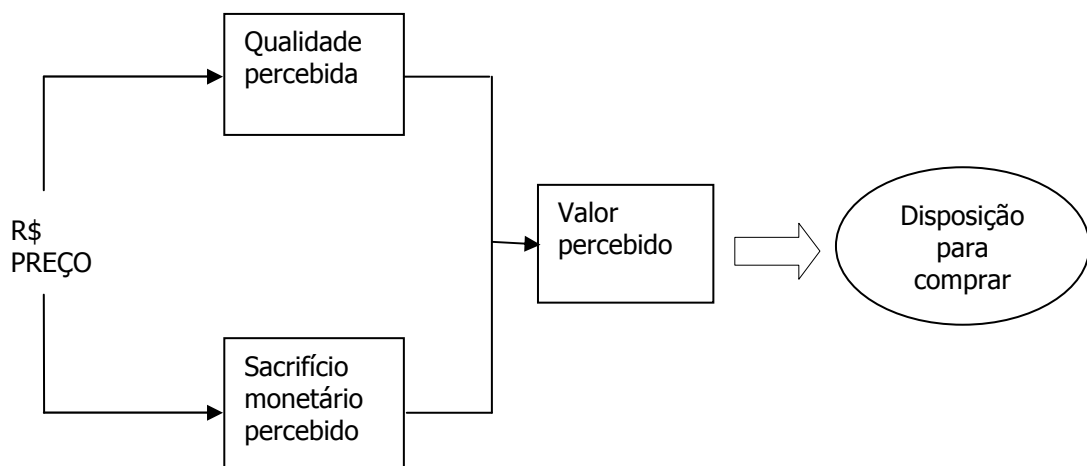 Qualidade
percebida
R$
PREÇO
Valor
percebido
Disposição
para
comprar
Sacrifício
monetário
percebido